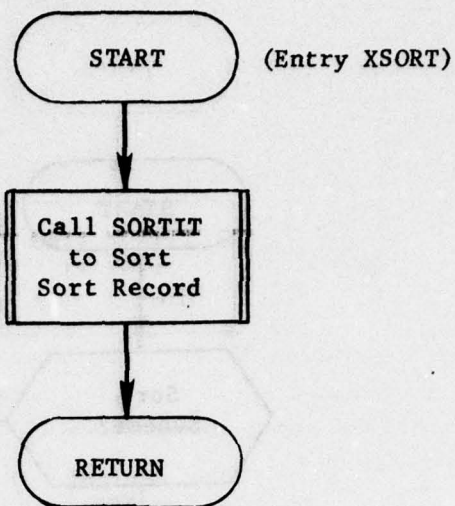 START (Entry XSORT)
Call SORTIT
to Sort
Sort Record
RETURN